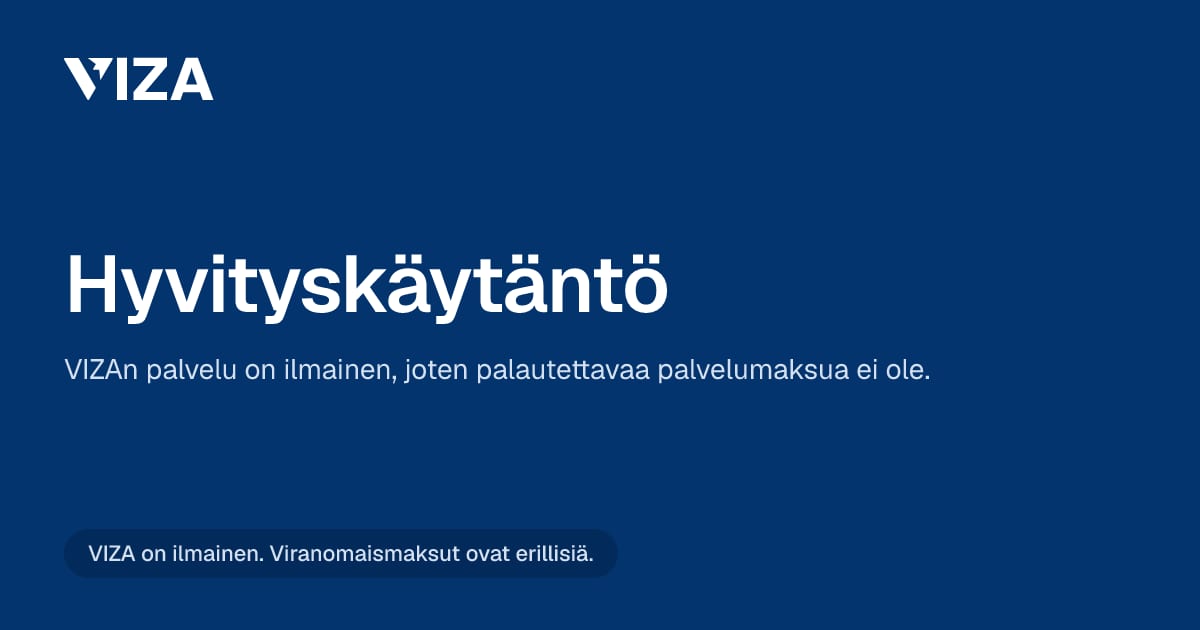 VIZA
Hyvityskäytäntö
VIZAn palvelu on ilmainen, joten palautettavaa palvelumaksua ei ole.
VIZA on ilmainen. Viranomaismaksut ovat erillisiä.